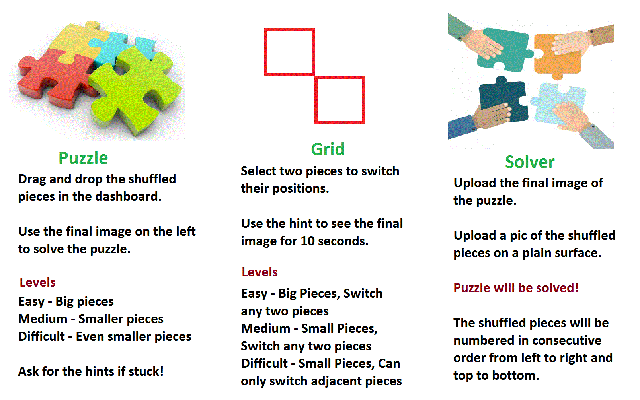 Puzzle
Drag and drop the shuffled
pieces in the dashboard.
Use the final image on the left
to solve the puzzle.
Levels
Easy - Big pieces
Medium - Smaller pieces
Difficult - Even smaller pieces
Ask for the hints if stuck!
Grid
Select two pieces to switch
their positions.
Use the hint to see the final
image for 10 seconds.
Levels
Easy - Big Pieces, Switch
any two pieces
Medium - Small Pieces,
Switch any two pieces
Difficult - Small Pieces, Can
only switch adjacent pieces
Solver
Upload the final image of
the puzzle.
Upload a pic of the shuffled
pieces on a plain surface.
Puzzle will be solved!
The shuffled pieces will be
numbered in consecutive
order from left to right and
top to bottom.